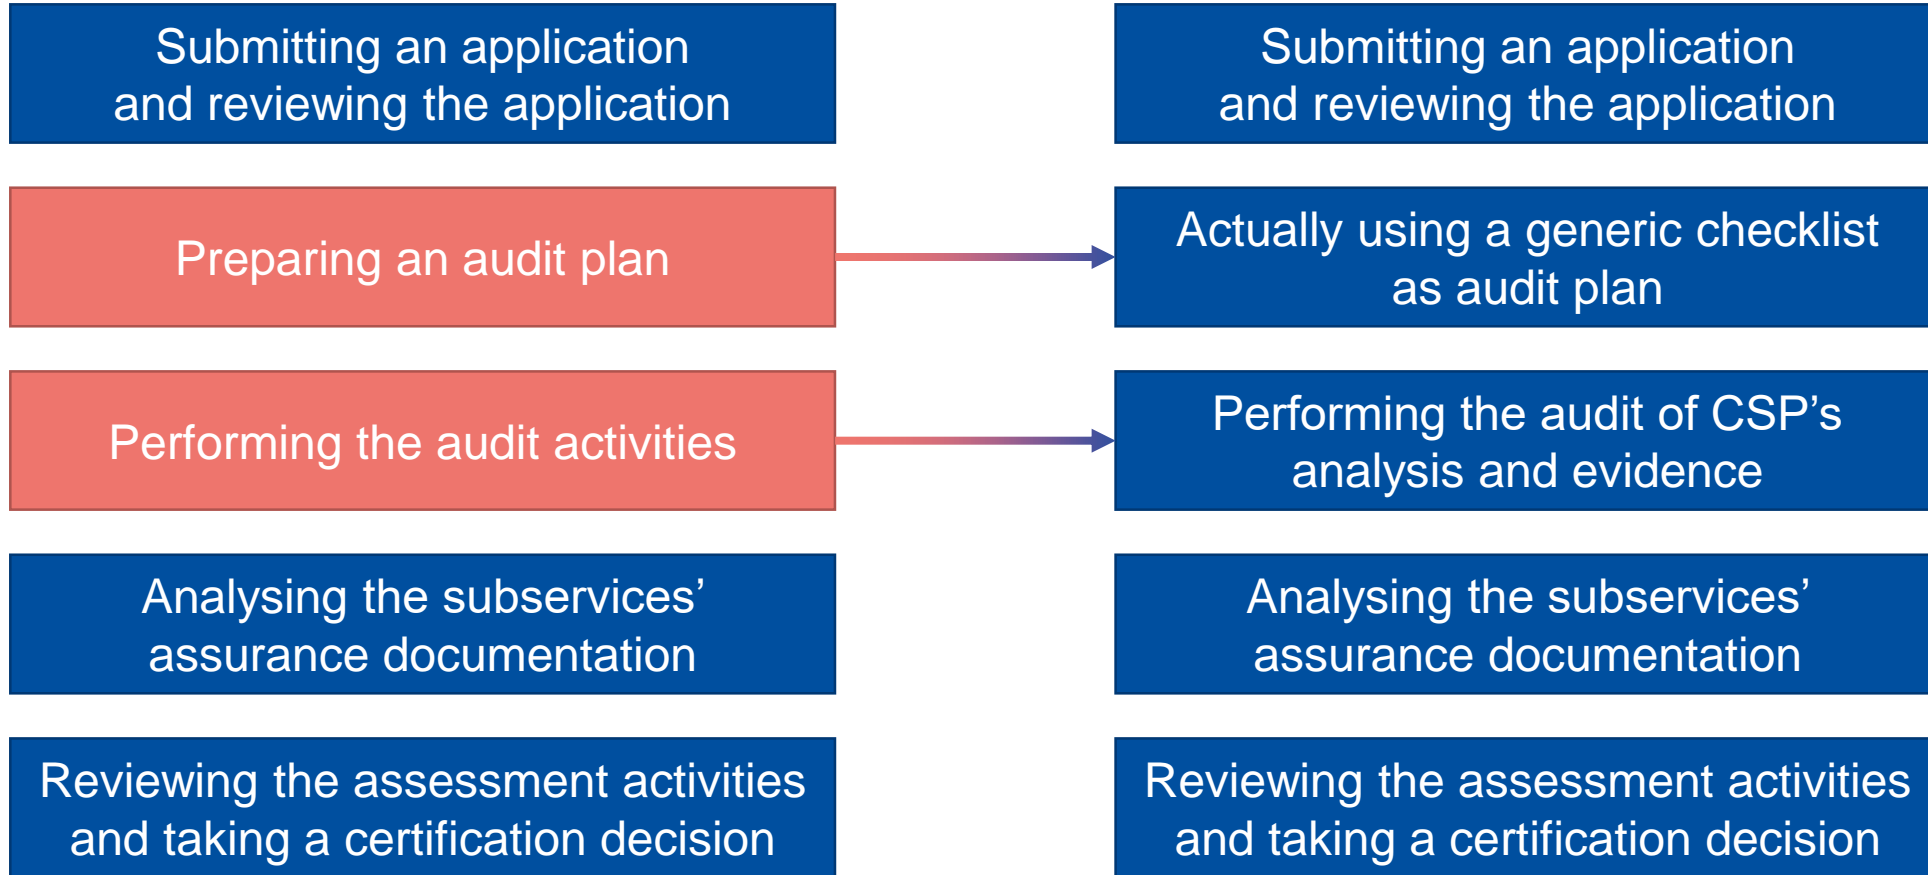 Submitting an application
and reviewing the application
Submitting an application
and reviewing the application
Preparing an audit plan
Actually using a generic checklist
as audit plan
Performing the audit activities
Performing the audit of CSP’s
analysis and evidence
Analysing the subservices’
assurance documentation
Analysing the subservices’
assurance documentation
Reviewing the assessment activities
and taking a certification decision
Reviewing the assessment activities
and taking a certification decision